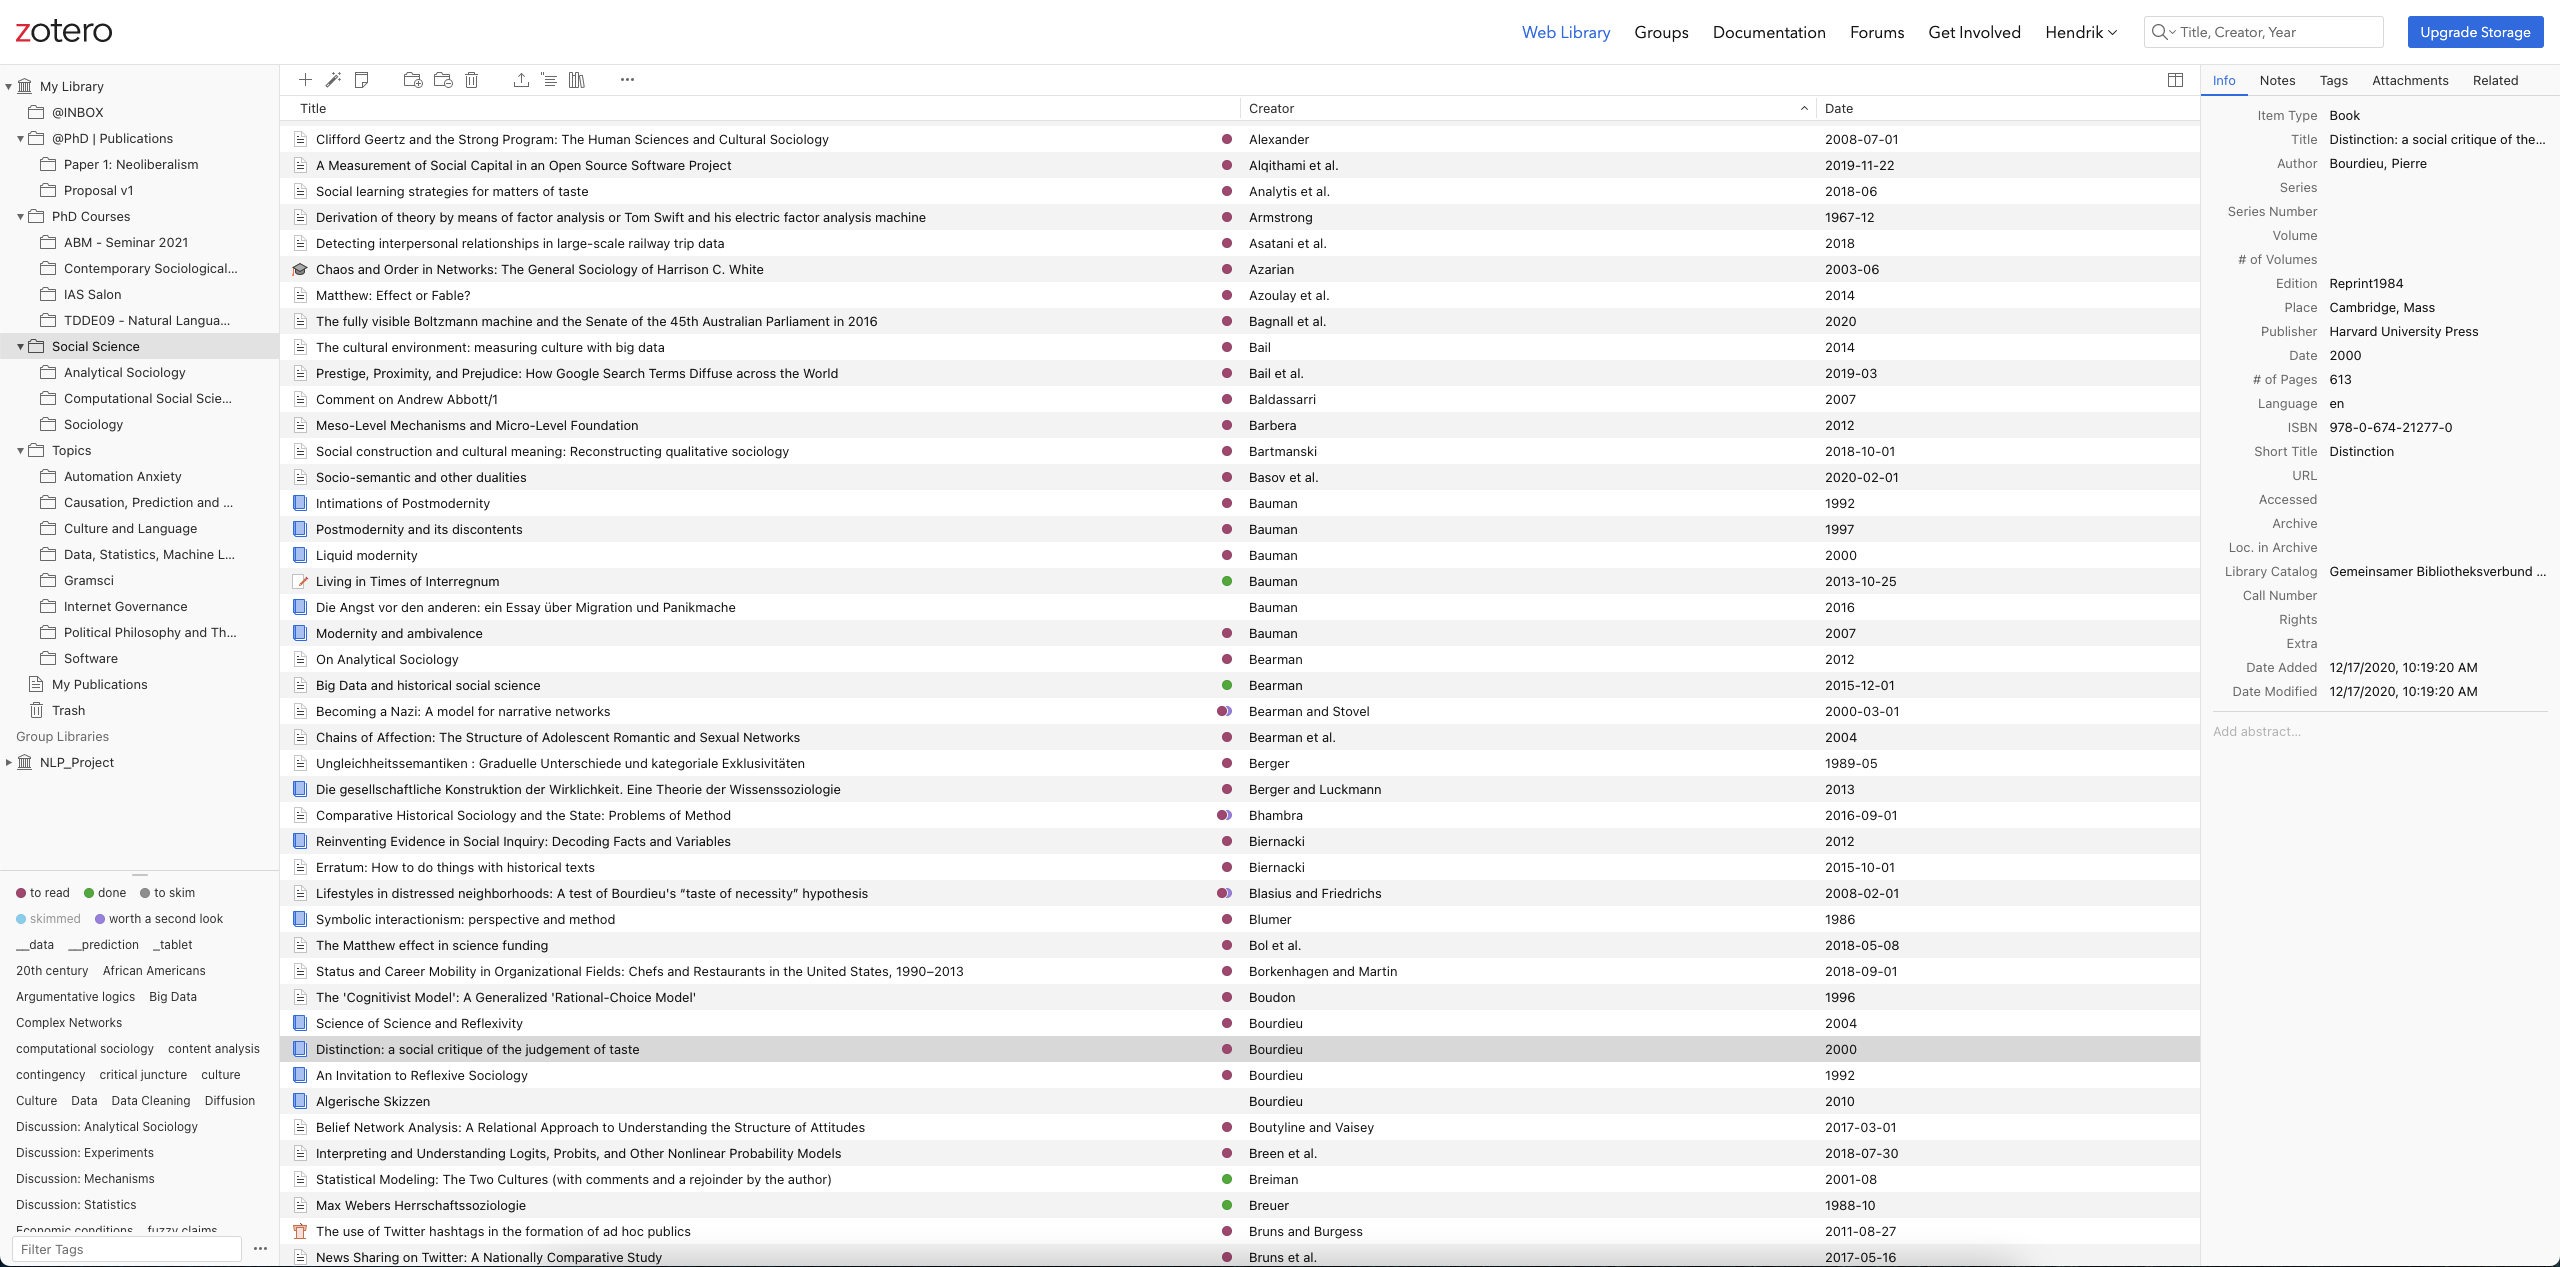 zotero
Web Library Groups Documentation Forums Get Involved Hendrik Title, Creator, Year Upgrade Storage
My Library
@INBOX
@PhD | Publications
Paper 1: Neoliberalism
Proposal v1
PhD Courses
ABM - Seminar 2021
Contemporary Sociological...
IAS Salon
TDDE09 - Natural Langua...
Social Science
Analytical Sociology
Computational Social Scie...
Sociology
Topics
Automation Anxiety
Causation, Prediction and ...
Culture and Language
Data, Statistics, Machine L...
Gramsci
Internet Governance
Political Philosophy and Th...
Software
My Publications
Trash
Group Libraries
NLP_Project
to read done to skim
skimmed worth a second look
__data __prediction _tablet
20th century African Americans
Argumentative logics Big Data
Complex Networks
computational sociology content analysis
contingency critical juncture culture
Culture Data Data Cleaning Diffusion
Discussion: Analytical Sociology
Discussion: Experiments
Discussion: Mechanisms
Discussion: Statistics
Economic conditions fuzzy claims
Filter Tags
Title Creator Date
Clifford Geertz and the Strong Program: The Human Sciences and Cultural Sociology Alexander 2008-07-01
A Measurement of Social Capital in an Open Source Software Project Alqithami et al. 2019-11-22
Social learning strategies for matters of taste Analytis et al. 2018-06
Derivation of theory by means of factor analysis or Tom Swift and his electric factor analysis machine Armstrong 1967-12
Detecting interpersonal relationships in large-scale railway trip data Asatani et al. 2018
Chaos and Order in Networks: The General Sociology of Harrison C. White Azarian 2003-06
Matthew: Effect or Fable? Azoulay et al. 2014
The fully visible Boltzmann machine and the Senate of the 45th Australian Parliament in 2016 Bagnall et al. 2020
The cultural environment: measuring culture with big data Bail 2014
Prestige, Proximity, and Prejudice: How Google Search Terms Diffuse across the World Bail et al. 2019-03
Comment on Andrew Abbott/1 Baldassarri 2007
Meso-Level Mechanisms and Micro-Level Foundation Barbera 2012
Social construction and cultural meaning: Reconstructing qualitative sociology Bartmanski 2018-10-01
Socio-semantic and other dualities Basov et al. 2020-02-01
Intimations of Postmodernity Bauman 1992
Postmodernity and its discontents Bauman 1997
Liquid modernity Bauman 2000
Living in Times of Interregnum Bauman 2013-10-25
Die Angst vor den anderen: ein Essay über Migration und Panikmache Bauman 2016
Modernity and ambivalence Bauman 2007
On Analytical Sociology Bearman 2012
Big Data and historical social science Bearman 2015-12-01
Becoming a Nazi: A model for narrative networks Bearman and Stovel 2000-03-01
Chains of Affection: The Structure of Adolescent Romantic and Sexual Networks Bearman et al. 2004
Ungleichheitssemantiken : Graduelle Unterschiede und kategoriale Exklusivitäten Berger 1989-05
Die gesellschaftliche Konstruktion der Wirklichkeit. Eine Theorie der Wissenssoziologie Berger and Luckmann 2013
Comparative Historical Sociology and the State: Problems of Method Bhambra 2016-09-01
Reinventing Evidence in Social Inquiry: Decoding Facts and Variables Biernacki 2012
Erratum: How to do things with historical texts Biernacki 2015-10-01
Lifestyles in distressed neighborhoods: A test of Bourdieu's “taste of necessity” hypothesis Blasius and Friedrichs 2008-02-01
Symbolic interactionism: perspective and method Blumer 1986
The Matthew effect in science funding Bol et al. 2018-05-08
Status and Career Mobility in Organizational Fields: Chefs and Restaurants in the United States, 1990–2013 Borkenhagen and Martin 2018-09-01
The 'Cognitivist Model': A Generalized 'Rational-Choice Model' Boudon 1996
Science of Science and Reflexivity Bourdieu 2004
Distinction: a social critique of the judgement of taste Bourdieu 2000
An Invitation to Reflexive Sociology Bourdieu 1992
Algerische Skizzen Bourdieu 2010
Belief Network Analysis: A Relational Approach to Understanding the Structure of Attitudes Boutyline and Vaisey 2017-03-01
Interpreting and Understanding Logits, Probits, and Other Nonlinear Probability Models Breen et al. 2018-07-30
Statistical Modeling: The Two Cultures (with comments and a rejoinder by the author) Breiman 2001-08
Max Webers Herrschaftssoziologie Breuer 1988-10
The use of Twitter hashtags in the formation of ad hoc publics Bruns and Burgess 2011-08-27
News Sharing on Twitter: A Nationally Comparative Study Bruns et al. 2017-05-16
Info Notes Tags Attachments Related
Item Type Book
Title Distinction: a social critique of the...
Author Bourdieu, Pierre
Series
Series Number
Volume
# of Volumes
Edition Reprint1984
Place Cambridge, Mass
Publisher Harvard University Press
Date 2000
# of Pages 613
Language en
ISBN 978-0-674-21277-0
Short Title Distinction
URL
Accessed
Archive
Loc. in Archive
Library Catalog Gemeinsamer Bibliotheksverbund ...
Call Number
Rights
Extra
Date Added 12/17/2020, 10:19:20 AM
Date Modified 12/17/2020, 10:19:20 AM
Add abstract...